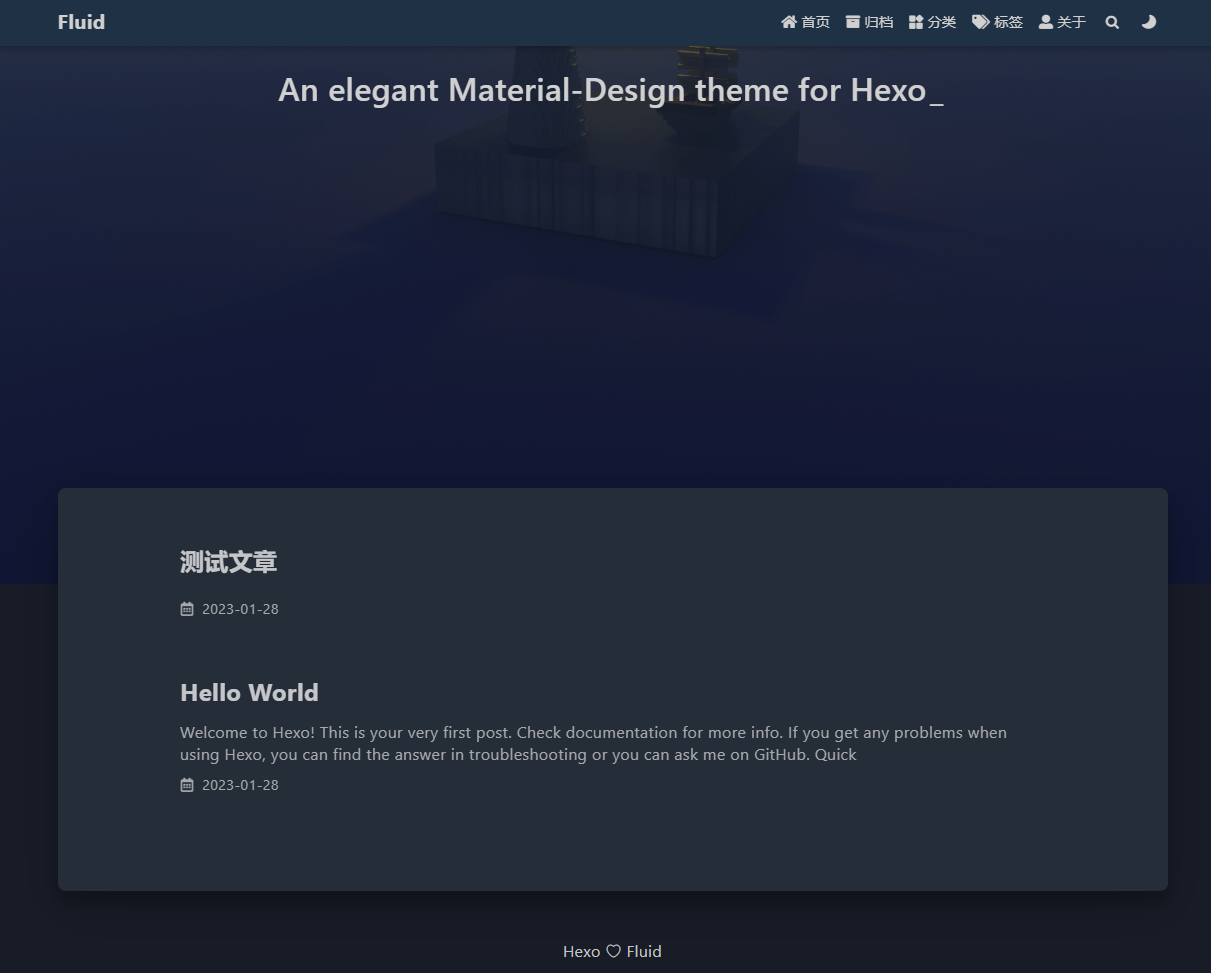 Fluid
首页 归档 分类 标签 关于
An elegant Material-Design theme for Hexo_
测试文章
2023-01-28
Hello World
Welcome to Hexo! This is your very first post. Check documentation for more info. If you get any problems when
using Hexo, you can find the answer in troubleshooting or you can ask me on GitHub. Quick
2023-01-28
Hexo ♡ Fluid